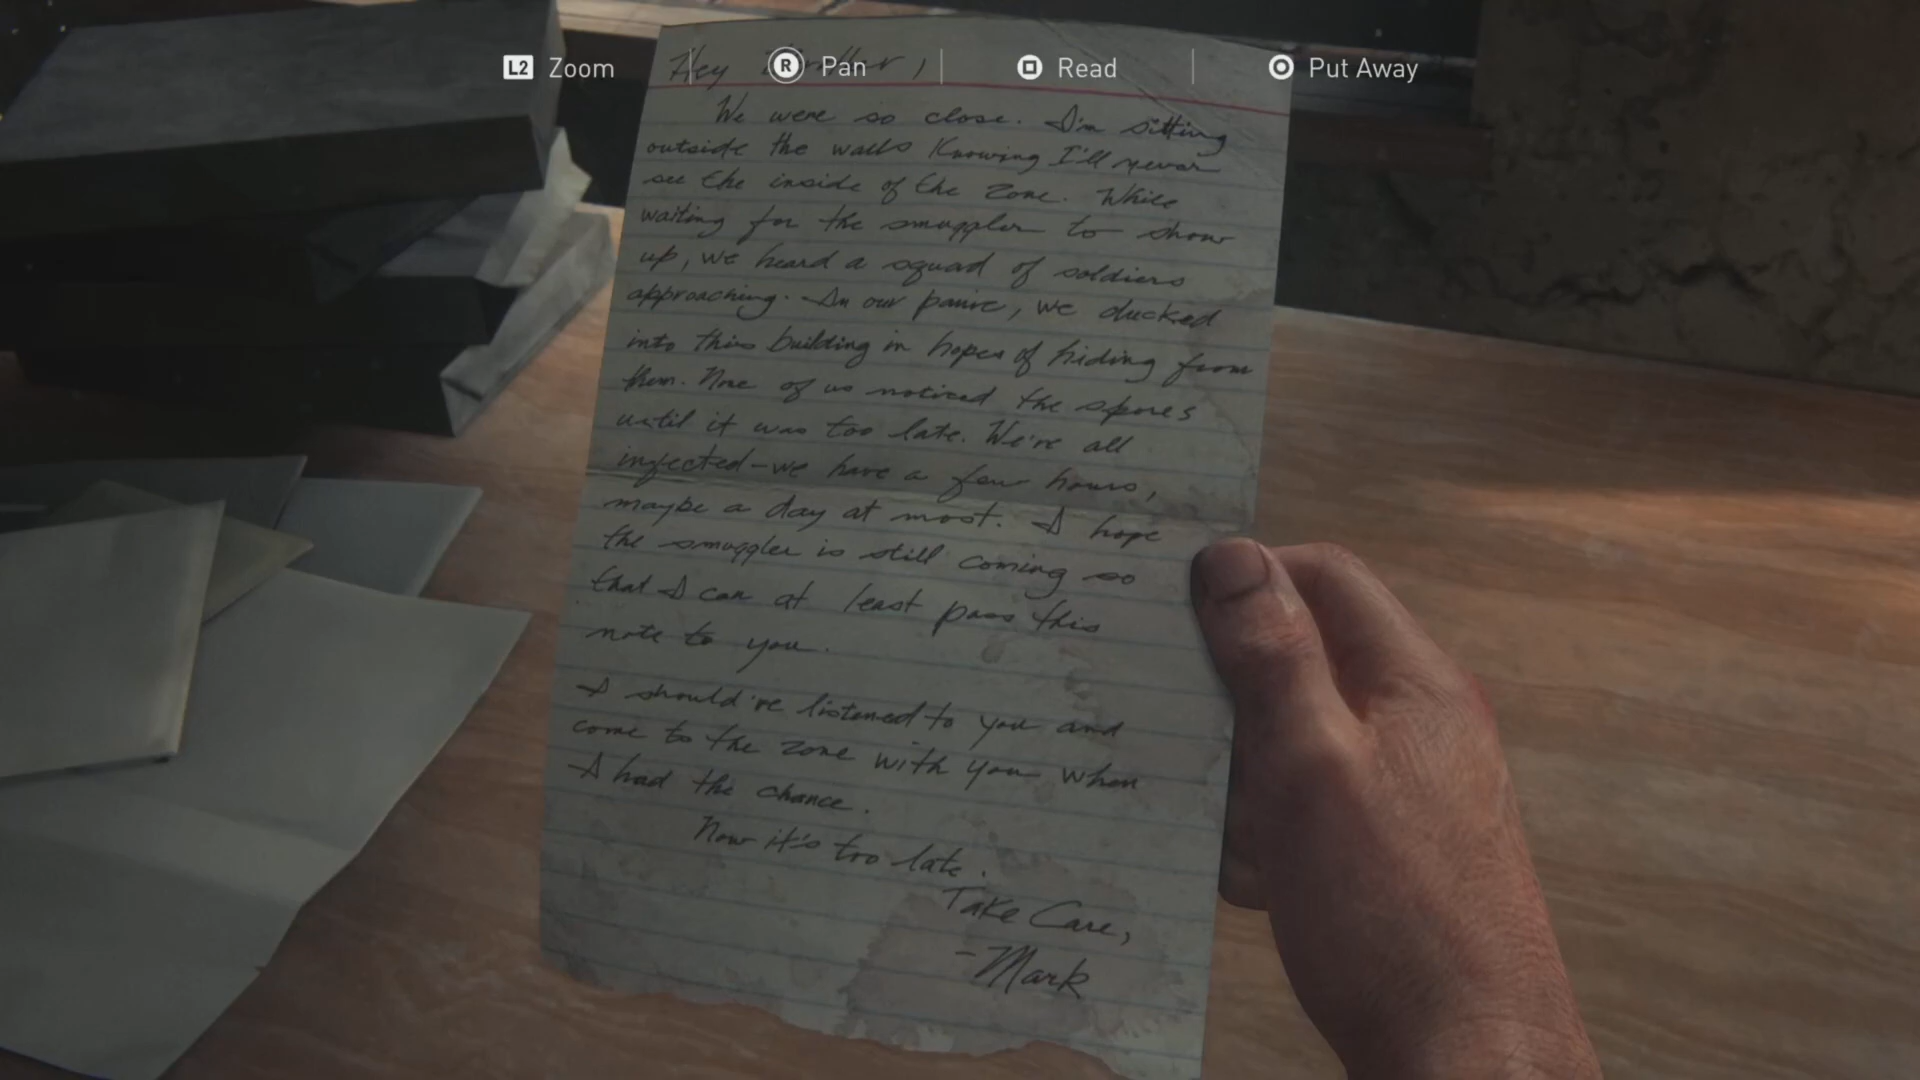 L2 Zoom R Pan Read Put Away
Hey
We were so close. I'm sitting
outside the walls Knowing I'll never
see the inside of the zone. While
waiting for the smuggler to show
up, we heard a squad of soldiers
approaching. In our panic, we ducked
into this building in hopes of hiding from
them. None of us noticed the spores
until it was too late. We're all
infected-we have a few hours,
maybe a day at most. I hope
the smuggler is still coming so
that I can at least pass this
note to you.
I should've listened to you and
come to the zone with you when
I had the chance.
Now it's too late.
Take Care,
-Mark